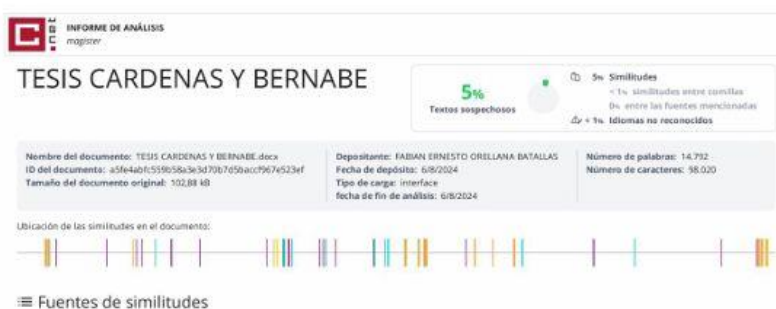 INFORME DE ANÁLISIS
magister
TESIS CARDENAS Y BERNABE
5%
Textos sospechosos
5% Similitudes
< 1% similitudes entre comillas
0% entre las fuentes mencionadas
< 1% Idiomas no reconocidos
Nombre del documento: TESIS CARDENAS Y BERNABE.docx
ID del documento:
Tamaño del documento original: 102,88 kB
Depositante: FABIAN ERNESTO ORELLANA BATALLAS
Fecha de depósito: 6/8/2024
Tipo de carga: interface
fecha de fin de análisis: 6/8/2024
Número de palabras: 14.792
Número de caracteres: 98.020
Ubicación de las similitudes en el documento:
Fuentes de similitudes